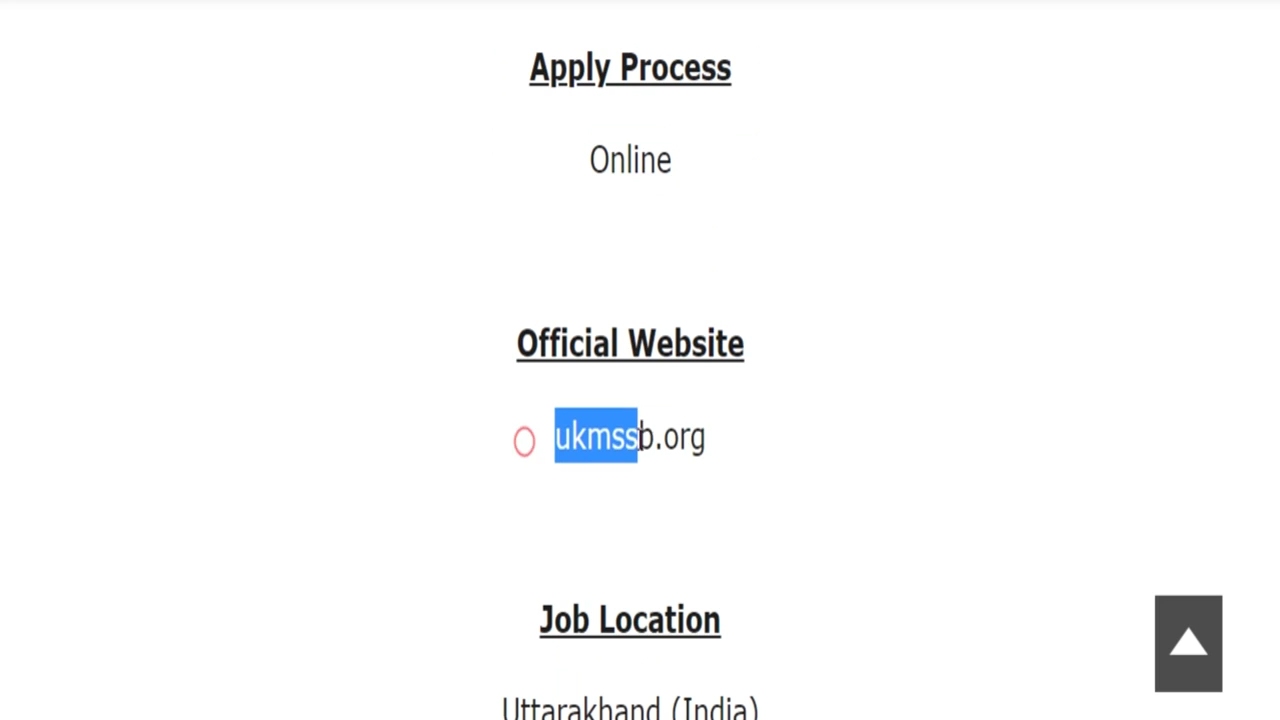 Apply Process
Online
Official Website
ukmssb.org
Job Location
Uttarakhand (India)